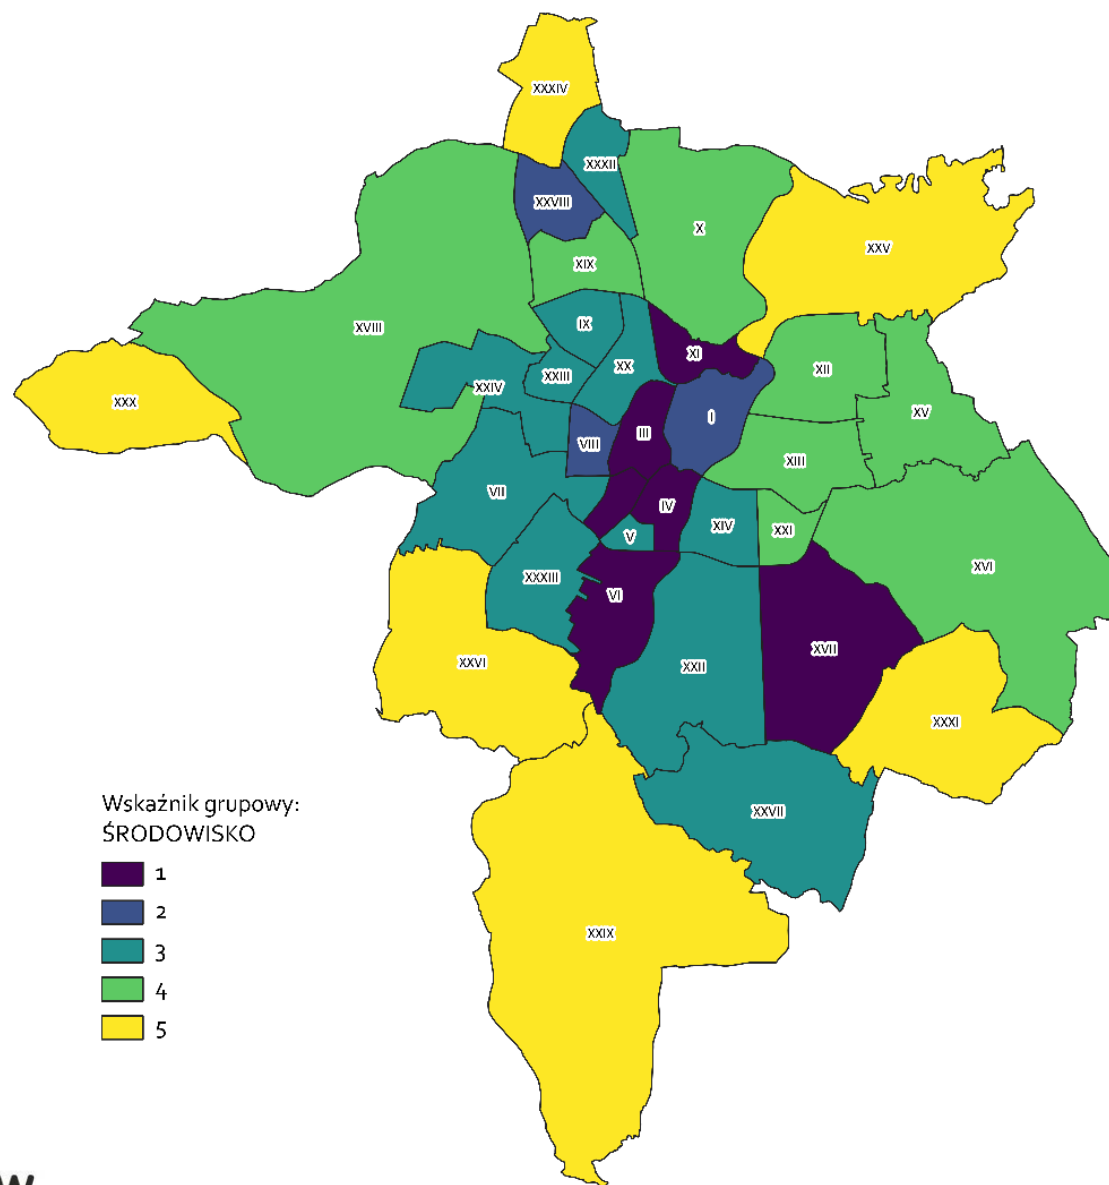 XXXIV
XXXII
XXVIII
X
XXV
XIX
XVIII
IX
XI
XX
XII
XXIII
XXIV
XXX
XV
I
III
VIII
XIII
VII
IV
XIV
XXI
V
XVI
XXXIII
VI
XVII
XXVI
XXII
XXXI
Wskaźnik grupowy:
ŚRODOWISKO
1
2
3
4
5
XXVII
XXIX